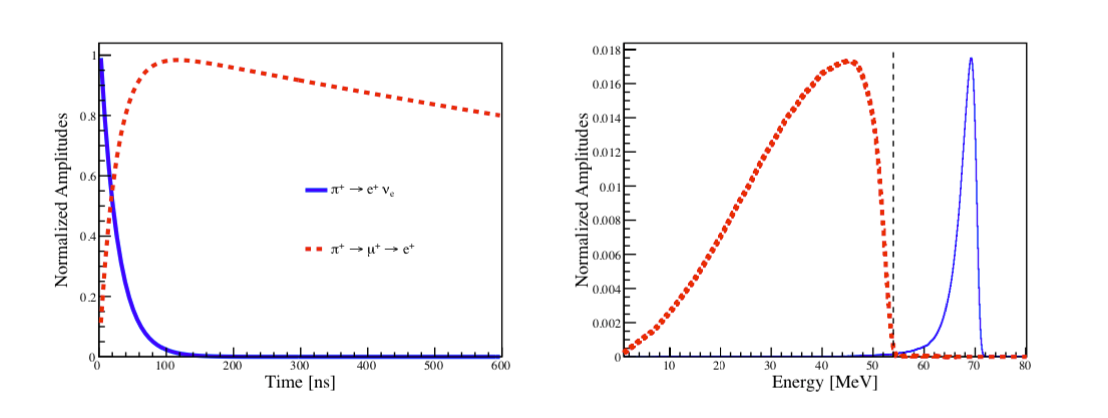 Normalized Amplitudes
1
0.8
0.6
0.4
0.2
0
0 100 200 300 400 500 600
Time [ns]
π⁺ → e⁺ νₑ
π⁺ → μ⁺ → e⁺
Normalized Amplitudes
0.018
0.016
0.014
0.012
0.01
0.008
0.006
0.004
0.002
0
10 20 30 40 50 60 70 80
Energy [MeV]